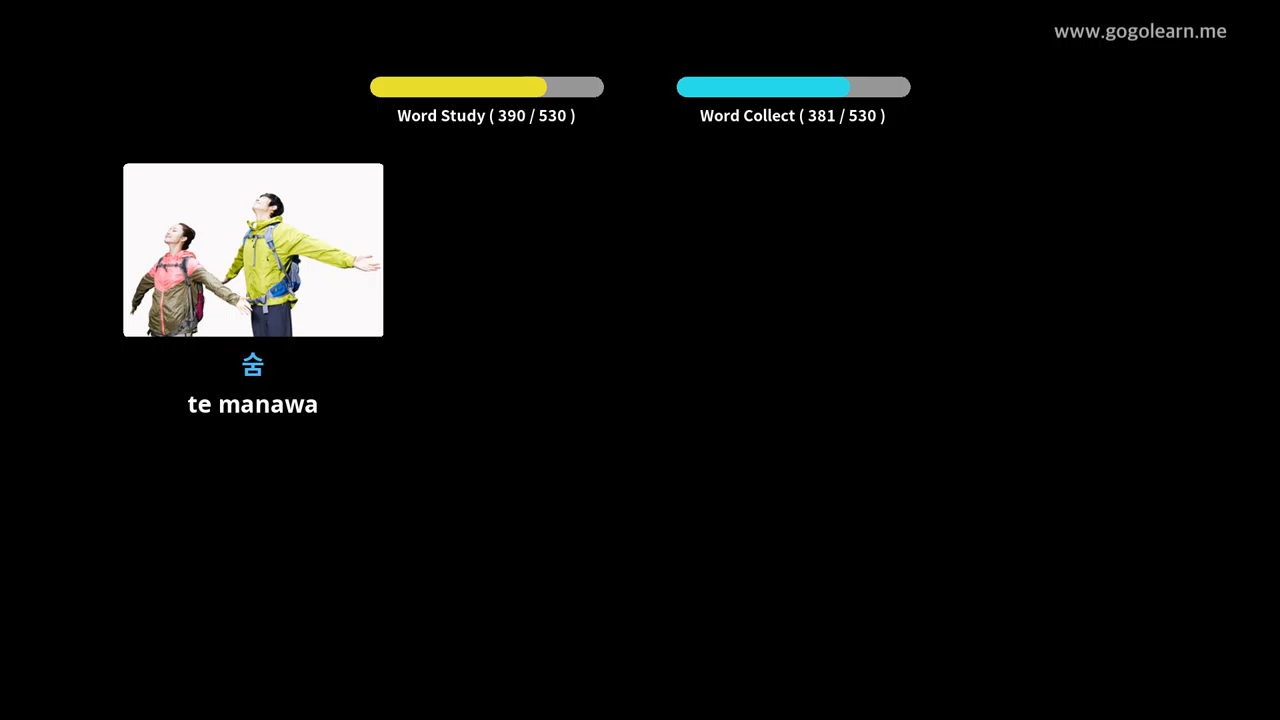 www.gogolearn.me
Word Study ( 390 / 530 )
Word Collect ( 381 / 530 )
숨
te manawa